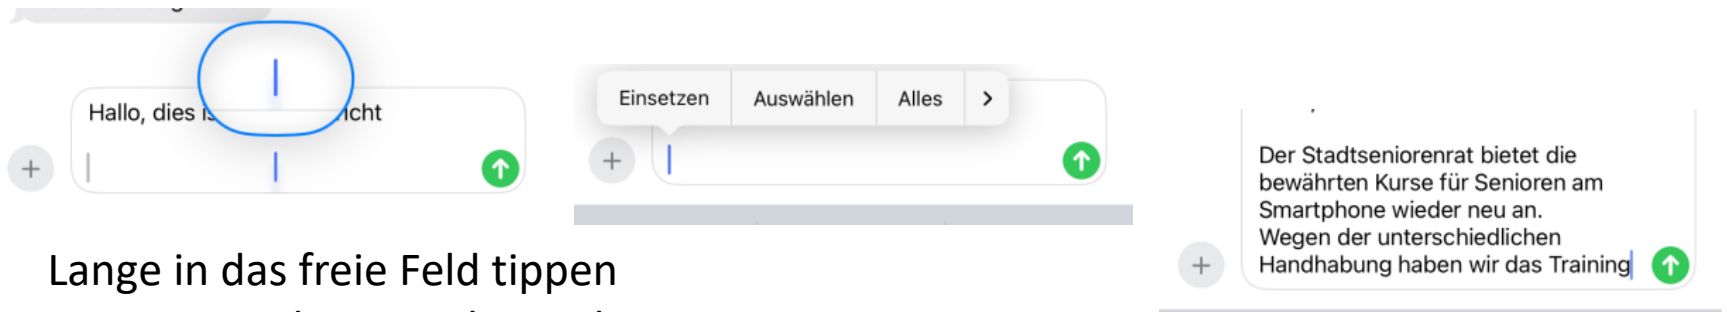 Hallo, dies is icht
Einsetzen Auswählen Alles
Der Stadtseniorenrat bietet die
bewährten Kurse für Senioren am
Smartphone wieder neu an.
Wegen der unterschiedlichen
Handhabung haben wir das Training
Lange in das freie Feld tippen